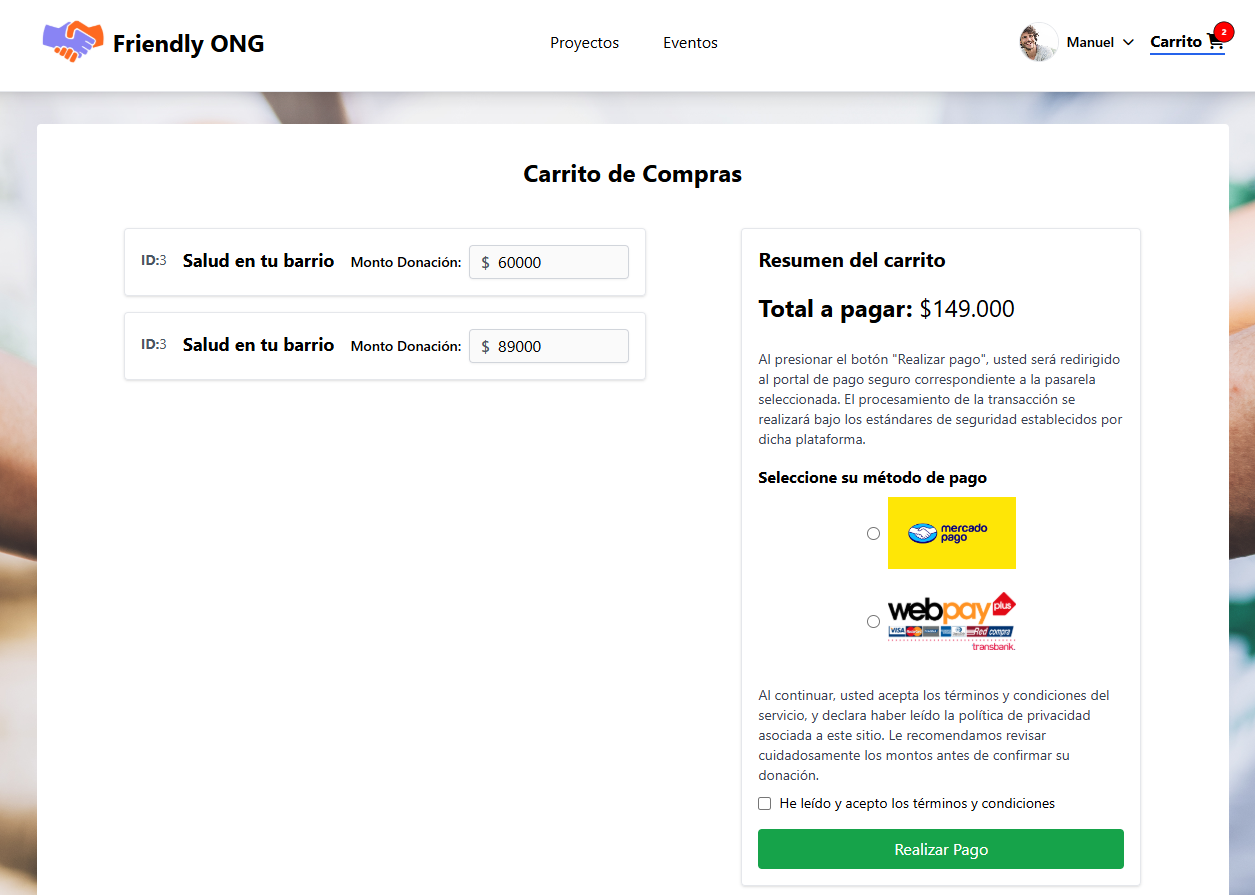 Friendly ONG
Proyectos
Eventos
Manuel
Carrito
2
Carrito de Compras
ID:3 Salud en tu barrio Monto Donación: $ 60000
ID:3 Salud en tu barrio Monto Donación: $ 89000
Resumen del carrito
Total a pagar: $149.000
Al presionar el botón "Realizar pago", usted será redirigido
al portal de pago seguro correspondiente a la pasarela
seleccionada. El procesamiento de la transacción se
realizará bajo los estándares de seguridad establecidos por
dicha plataforma.
Seleccione su método de pago
mercado
pago
webpay plus
VISA Red compra
transbank.
Al continuar, usted acepta los términos y condiciones del
servicio, y declara haber leído la política de privacidad
asociada a este sitio. Le recomendamos revisar
cuidadosamente los montos antes de confirmar su
donación.
He leído y acepto los términos y condiciones
Realizar Pago